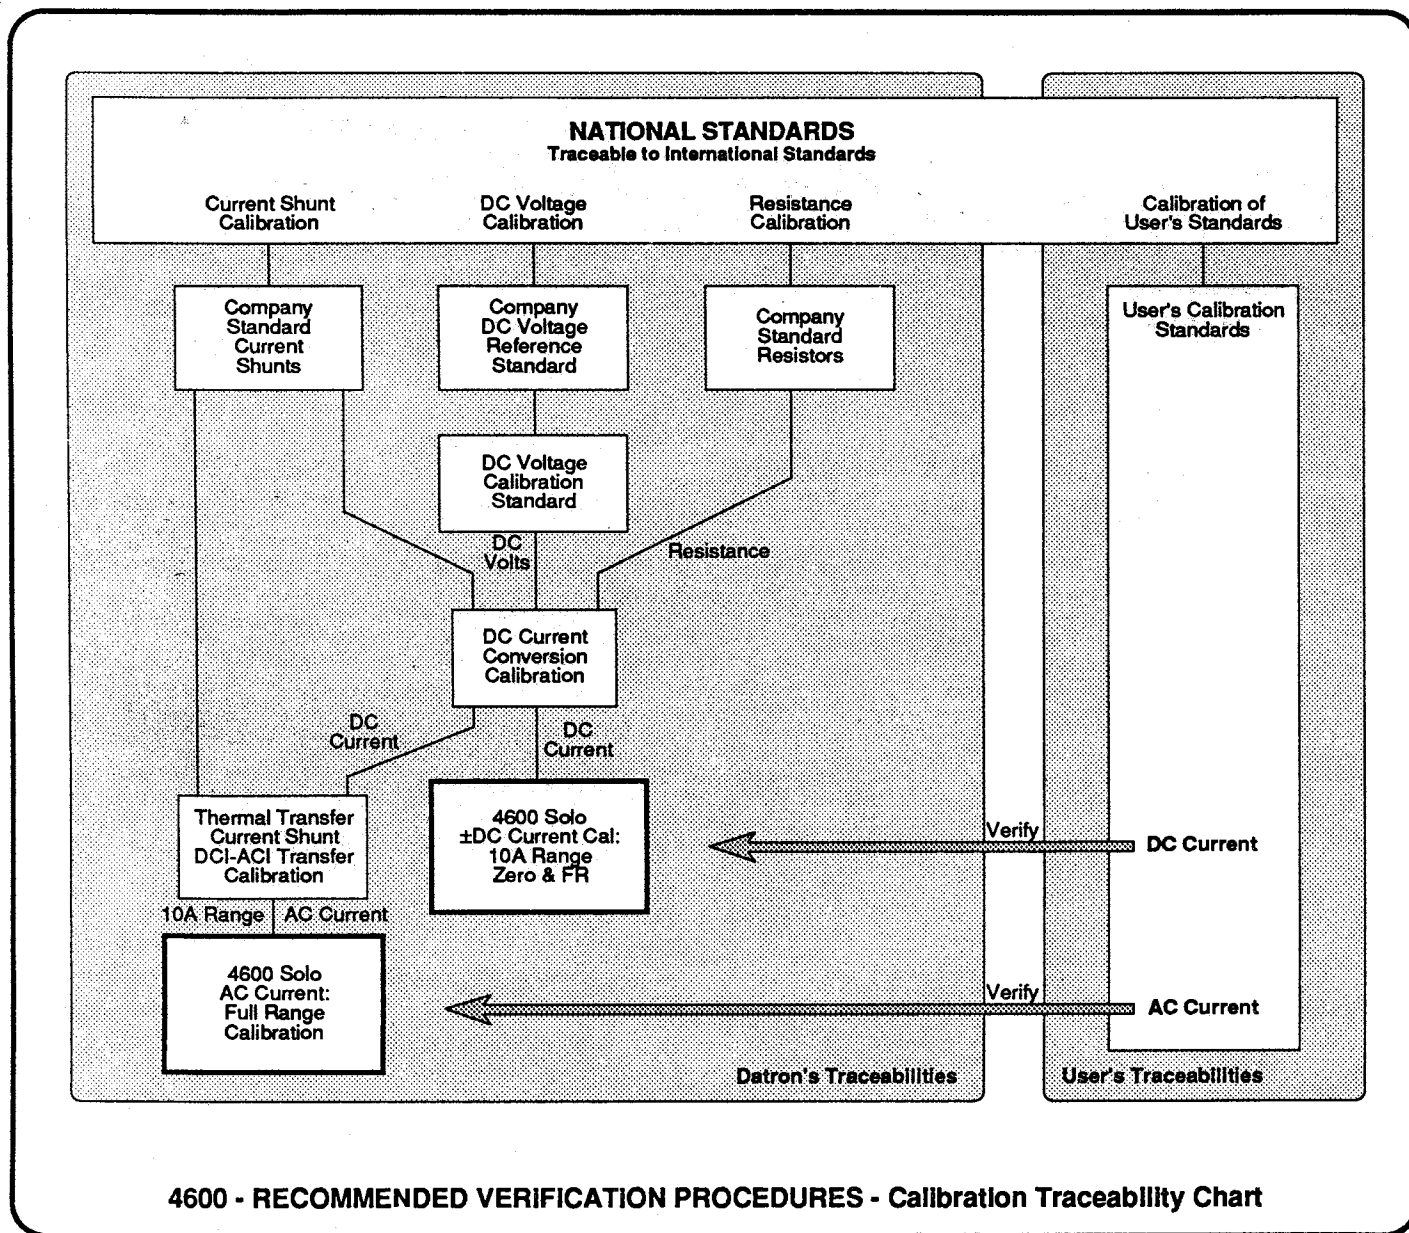 NATIONAL STANDARDS
Traceable to International Standards
Current Shunt
Calibration
DC Voltage
Calibration
Resistance
Calibration
Calibration of
User's Standards
Company
Standard
Current
Shunts
Company
DC Voltage
Reference
Standard
Company
Standard
Resistors
User's Calibration
Standards
DC Voltage
Calibration
Standard
DC
Volts
Resistance
DC Current
Conversion
Calibration
DC
Current
DC
Current
Thermal Transfer
Current Shunt
DCI-ACI Transfer
Calibration
4600 Solo
±DC Current Cal:
10A Range
Zero & FR
Verify
DC Current
10A Range
AC Current
4600 Solo
AC Current:
Full Range
Calibration
Verify
AC Current
Datron's Traceabilities
User's Traceabilities
4600 - RECOMMENDED VERIFICATION PROCEDURES - Calibration Traceability Chart